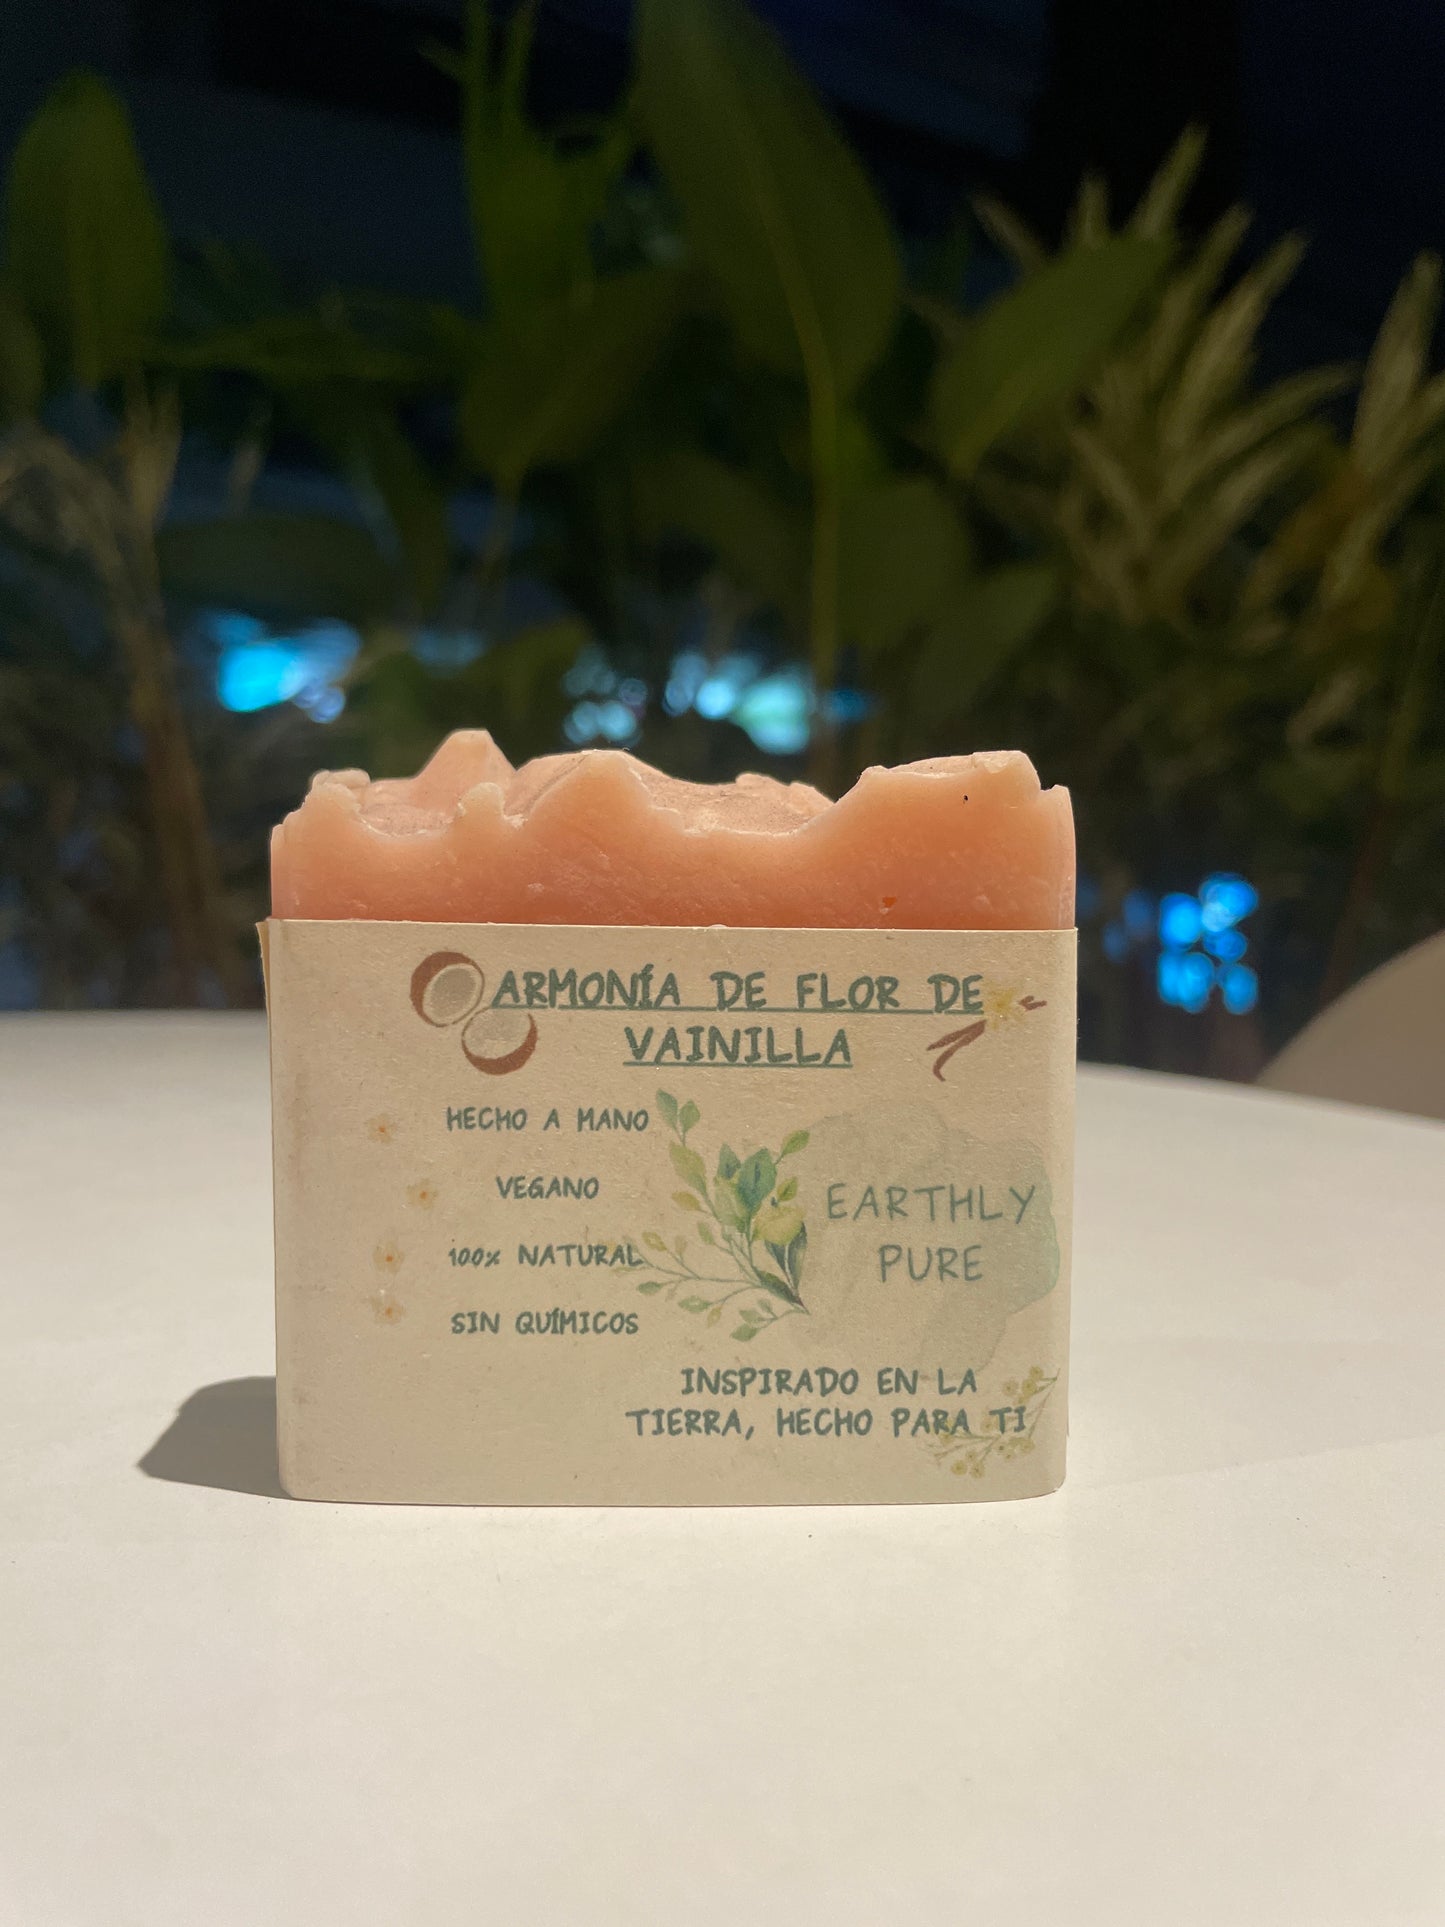 ARMONÍA DE FLOR DE
VAINILLA
HECHO A MANO
VEGANO
100% NATURAL
SIN QUÍMICOS
EARTHLY
PURE
INSPIRADO EN LA
TIERRA, HECHO PARA TI